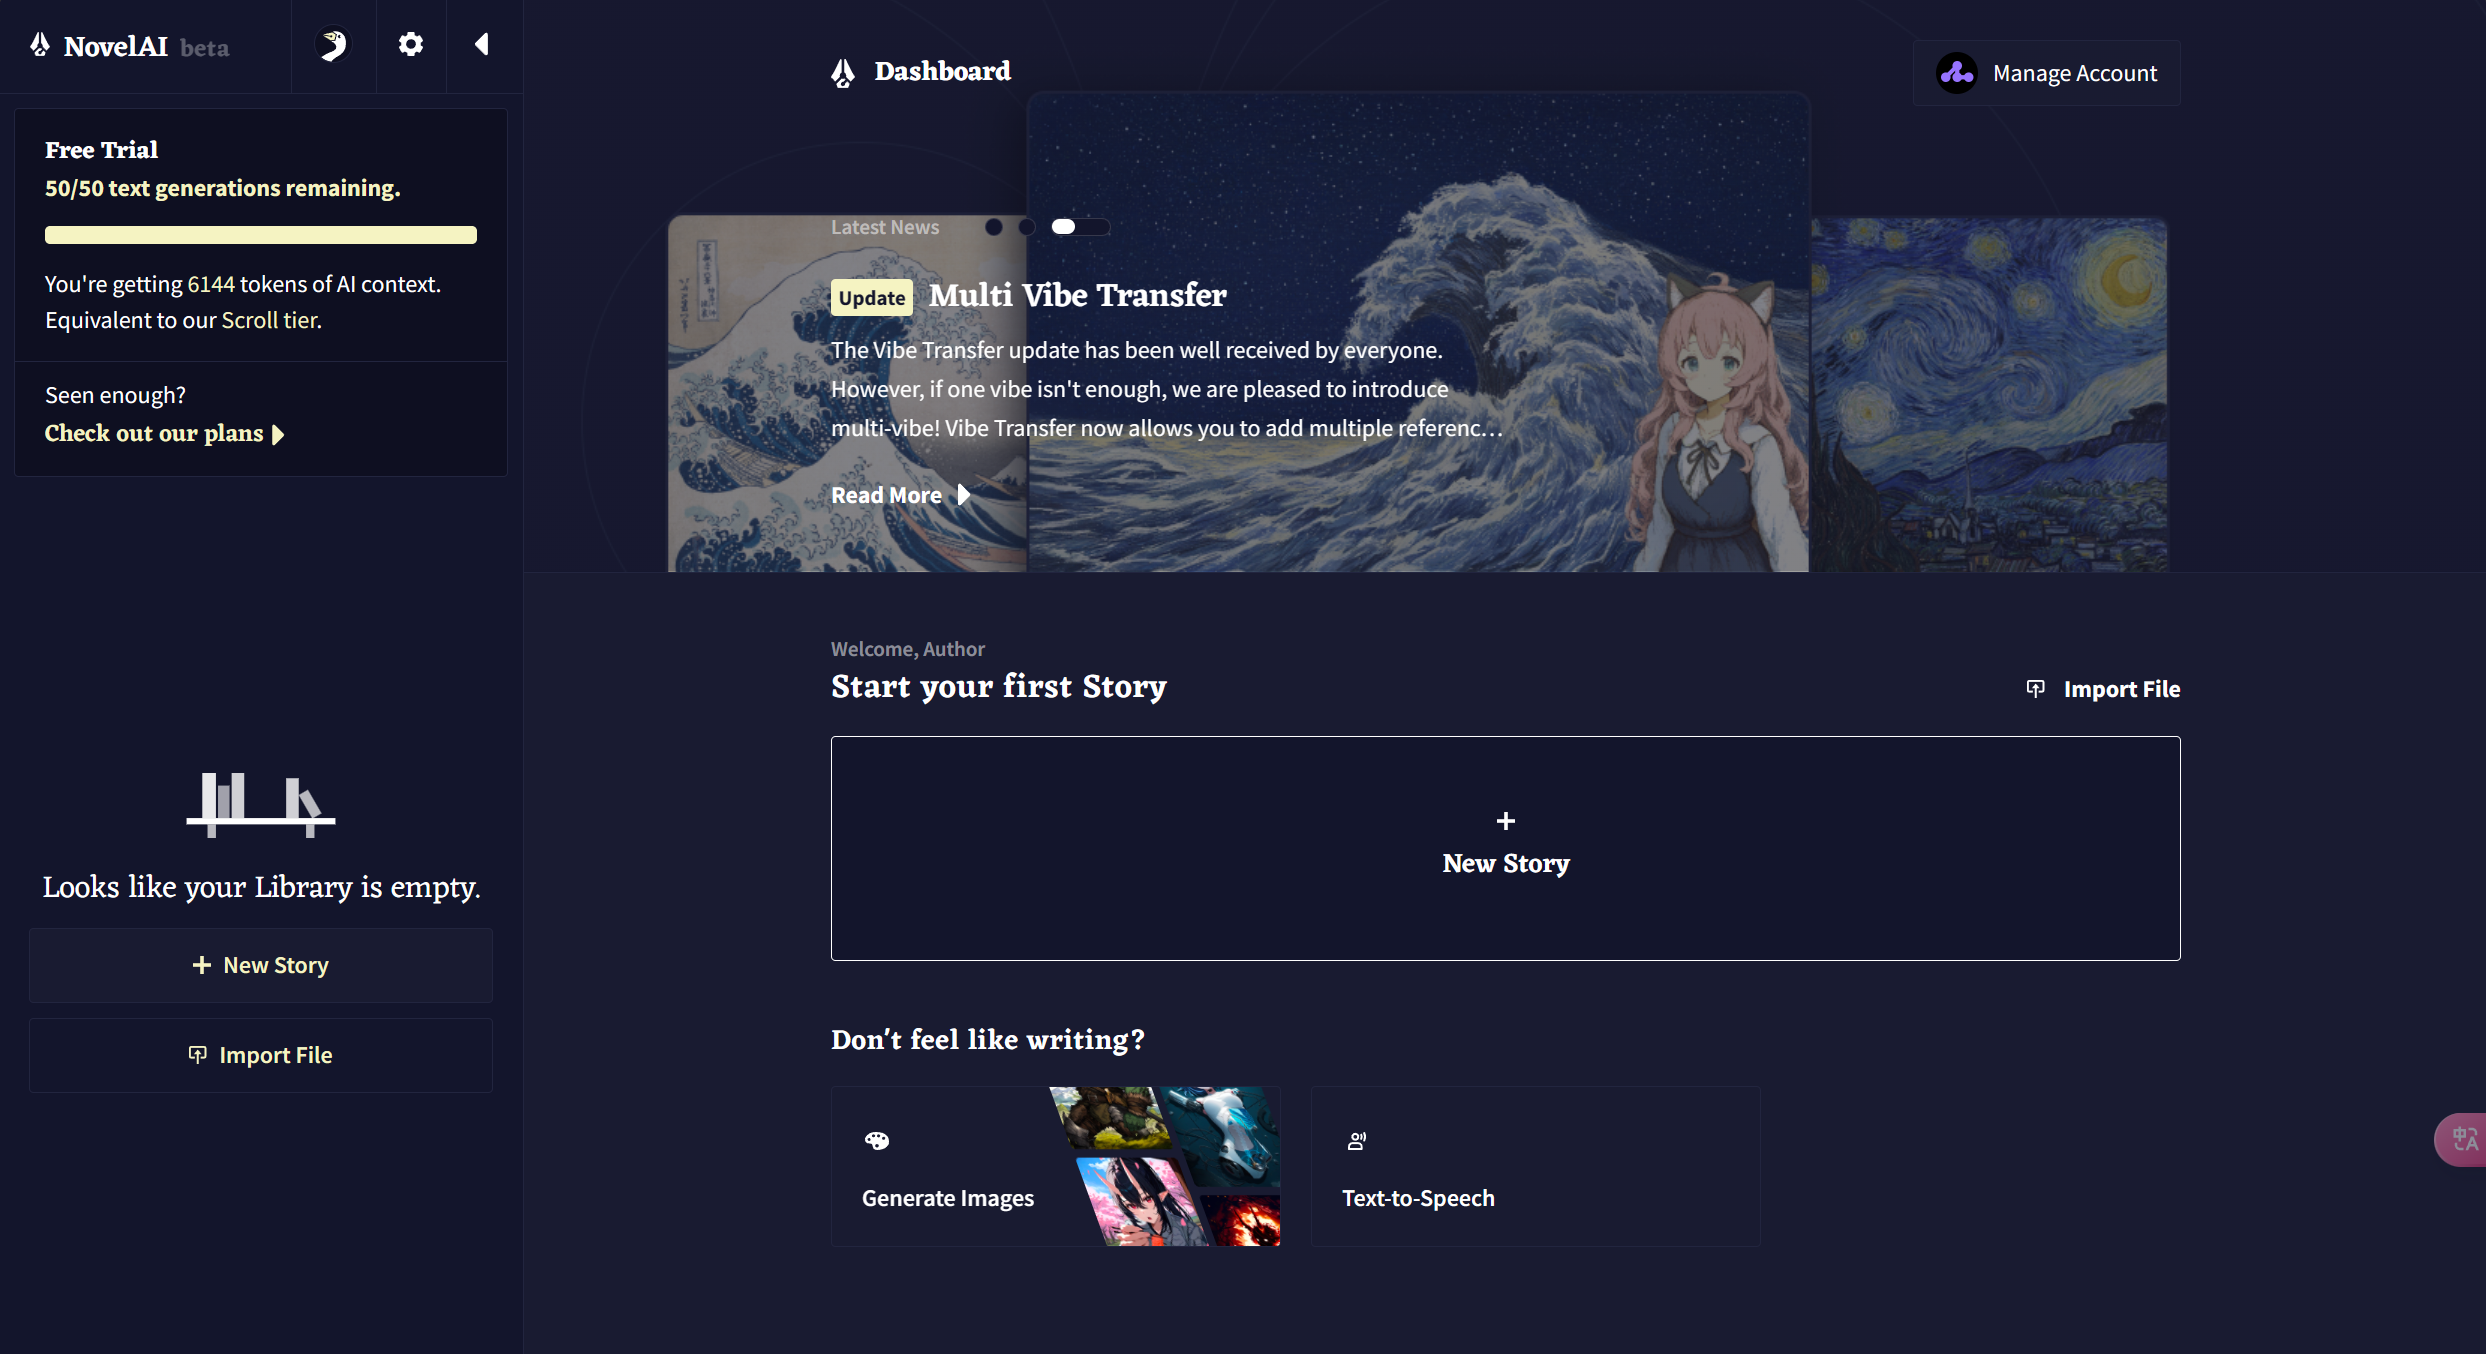 NovelAI beta
Free Trial
50/50 text generations remaining.
You're getting 6144 tokens of AI context.
Equivalent to our Scroll tier.
Seen enough?
Check out our plans
Looks like your Library is empty.
New Story
Import File
Dashboard
Manage Account
Latest News
Update Multi Vibe Transfer
The Vibe Transfer update has been well received by everyone.
However, if one vibe isn't enough, we are pleased to introduce
multi-vibe! Vibe Transfer now allows you to add multiple referenc…
Read More
Welcome, Author
Start your first Story
Import File
New Story
Don't feel like writing?
Generate Images
Text-to-Speech
中A